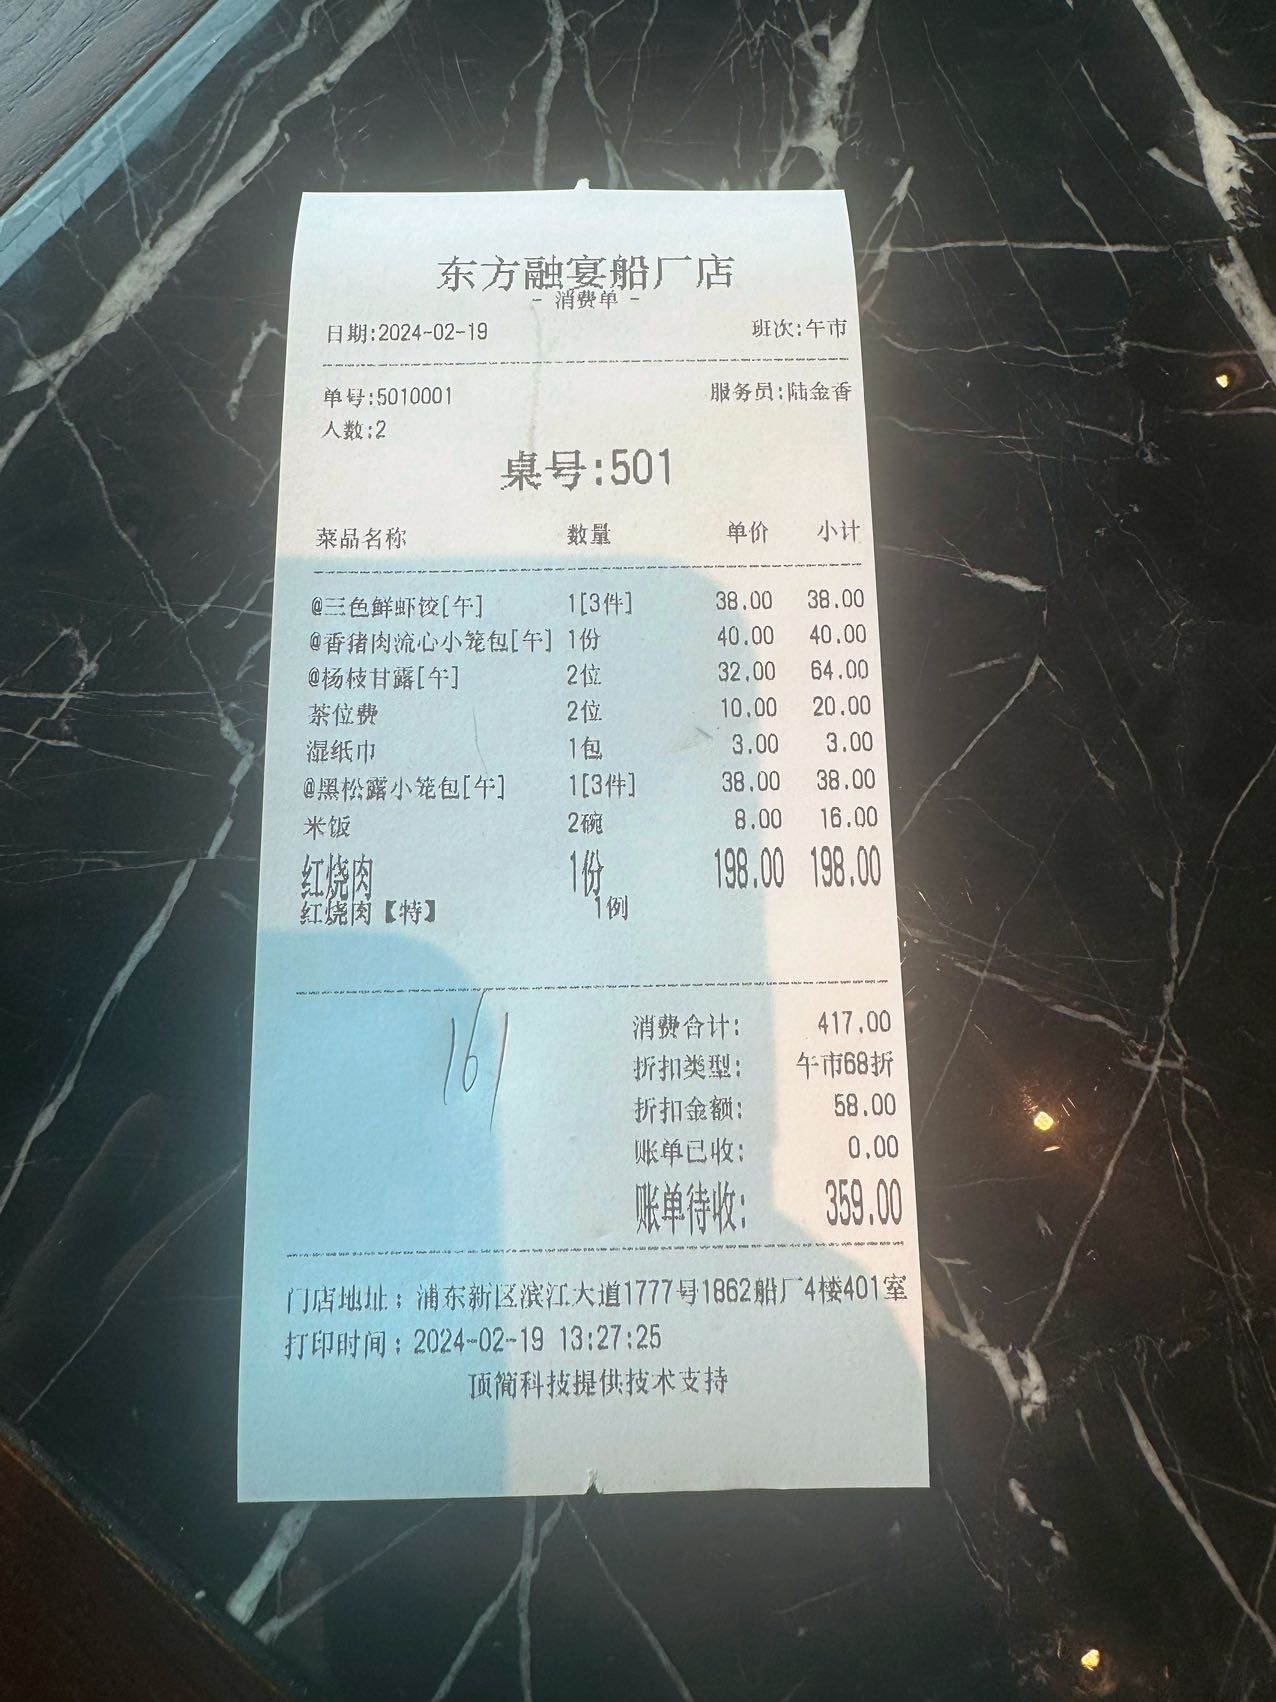 东方融宴船厂店
- 消费单 -
日期:2024-02-19 班次:午市
单号:5010001 服务员:陆金香
人数:2
桌号:501
菜品名称 数量 单价 小计
@三色鲜虾饺[午] 1[3件] 38.00 38.00
@香猪肉流心小笼包[午] 1份 40.00 40.00
@杨枝甘露[午] 2位 32.00 64.00
茶位费 2位 10.00 20.00
湿纸巾 1包 3.00 3.00
@黑松露小笼包[午] 1[3件] 38.00 38.00
米饭 2碗 8.00 16.00
红烧肉 1份 198.00 198.00
红烧肉【特】 1例
消费合计: 417.00
161
折扣类型: 午市68折
折扣金额: 58.00
账单已收: 0.00
账单待收: 359.00
门店地址：浦东新区滨江大道1777号1862船厂4楼401室
打印时间：2024-02-19 13:27:25
顶简科技提供技术支持